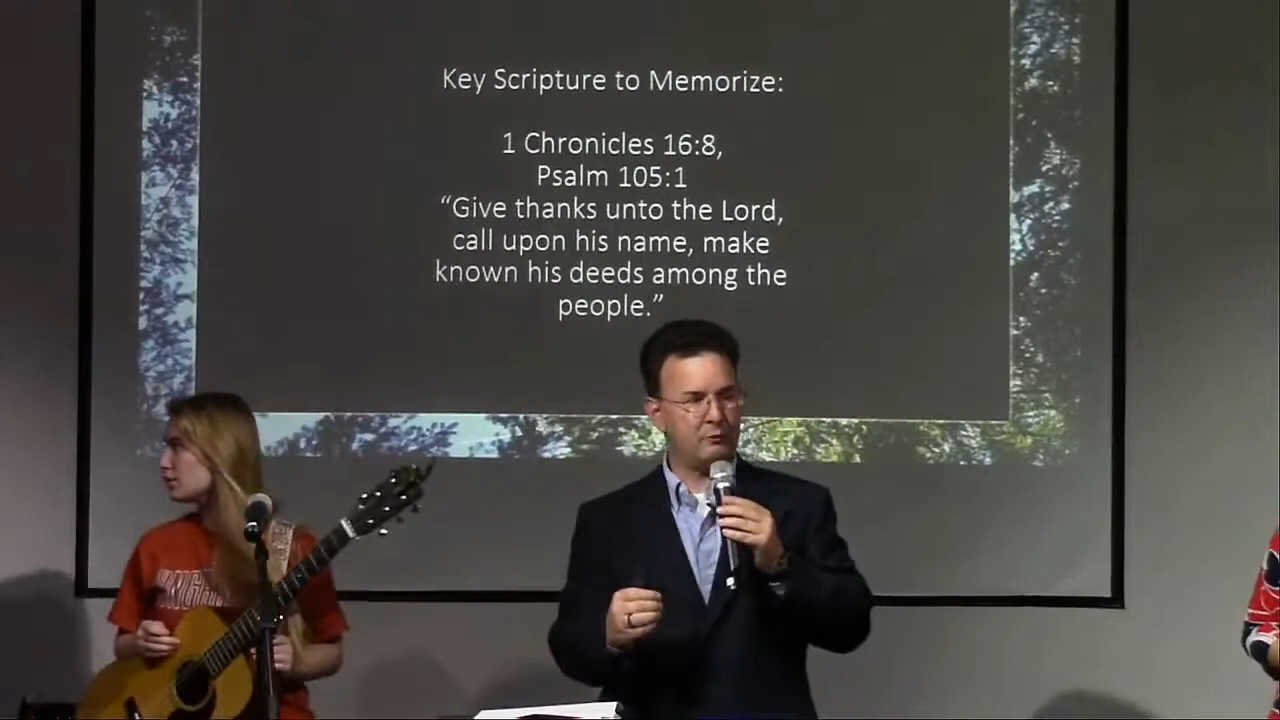 Key Scripture to Memorize:
1 Chronicles 16:8,
Psalm 105:1
“Give thanks unto the Lord,
call upon his name, make
known his deeds among the
people.”